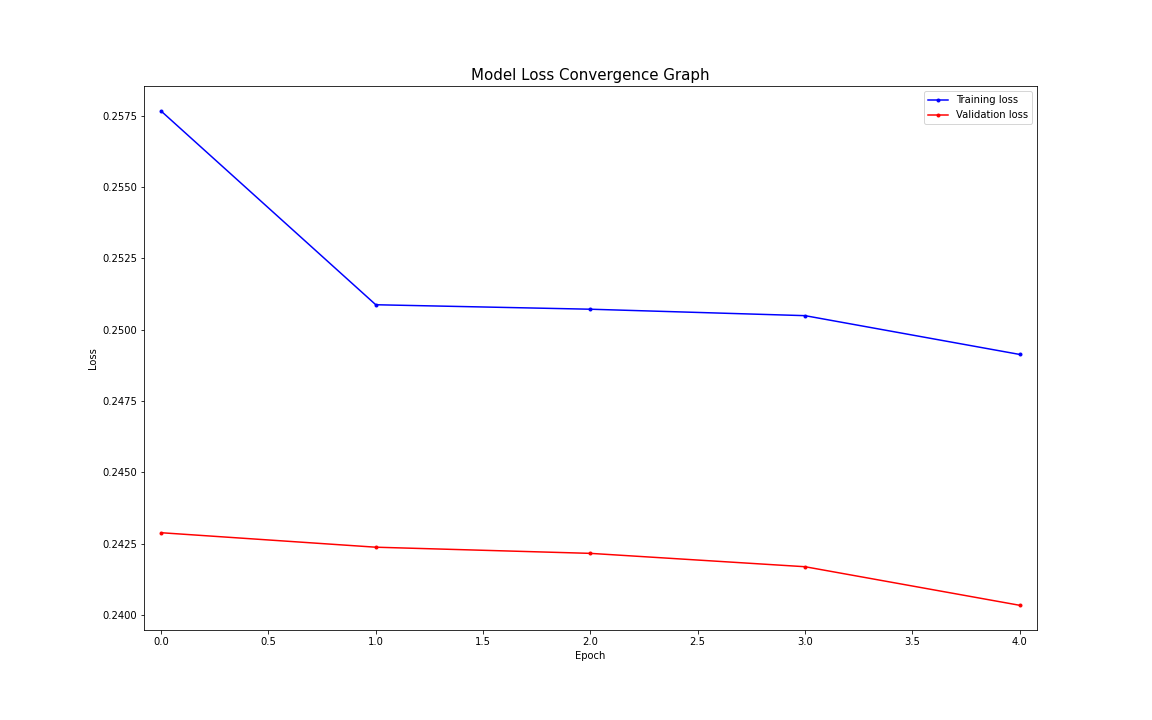 Model Loss Convergence Graph
Training loss
Validation loss
0.2575
0.2550
0.2525
0.2500
0.2475
0.2450
0.2425
0.2400
Loss
0.0 0.5 1.0 1.5 2.0 2.5 3.0 3.5 4.0
Epoch